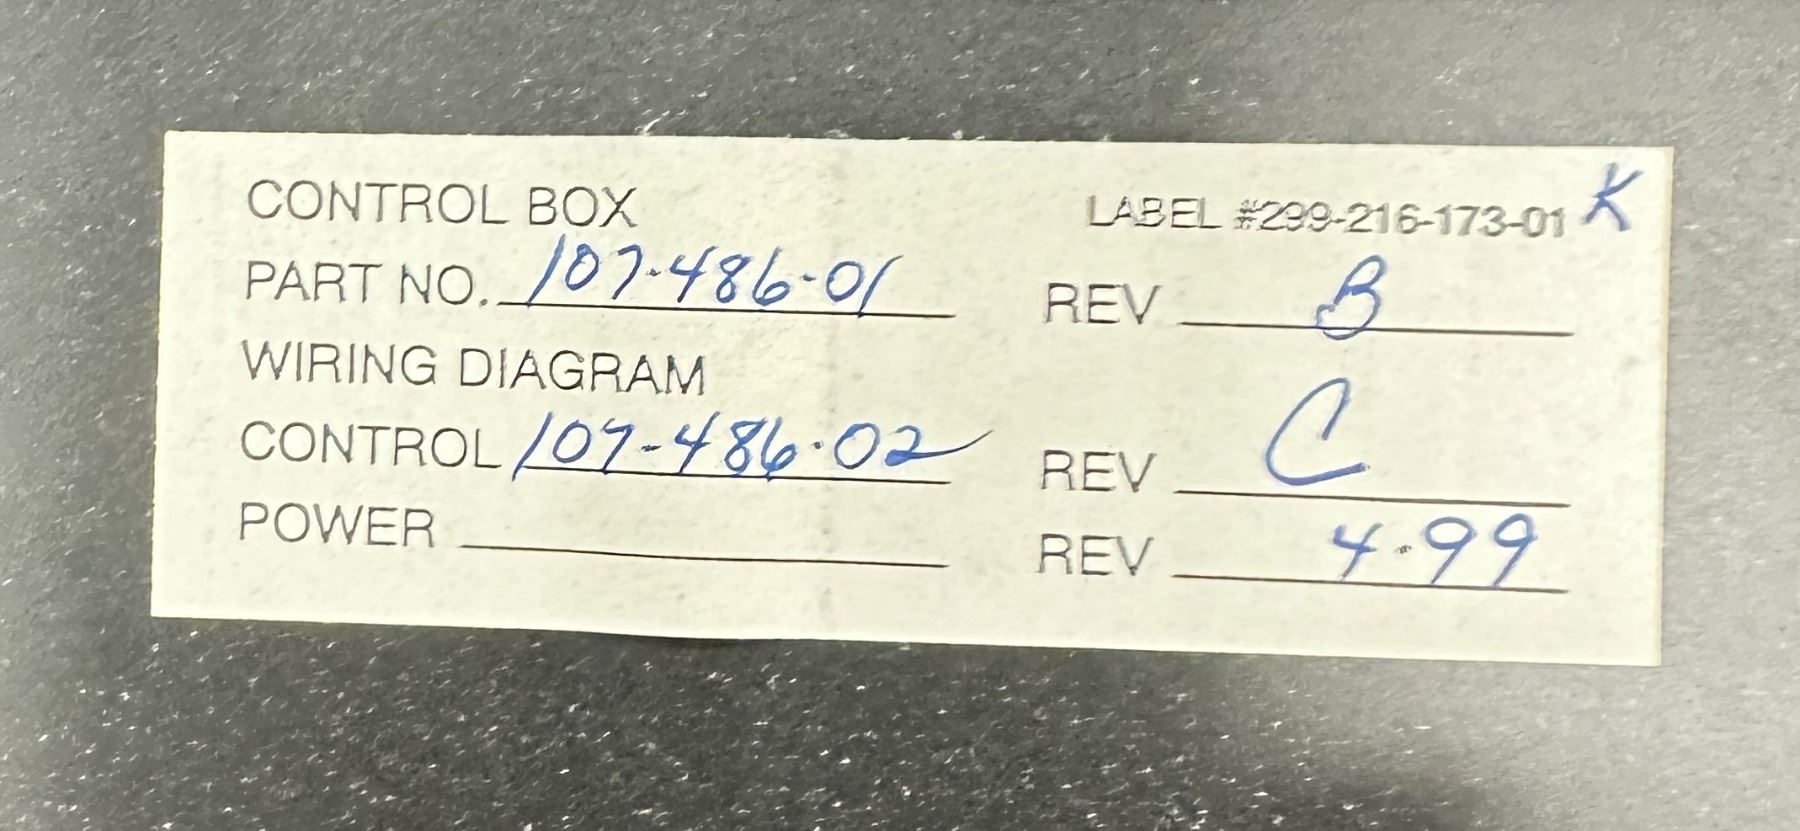 CONTROL BOX LABEL #299-216-173-01 K
PART NO. 107-486-01 REV B
WIRING DIAGRAM
CONTROL 107-486-02 REV C
POWER REV 4-99